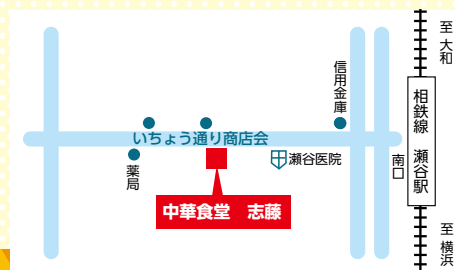 至 大和
信用金庫
相鉄線 瀬谷駅
いちょう通り商店会
瀬谷医院
南口
薬局
中華食堂 志藤
至 横浜